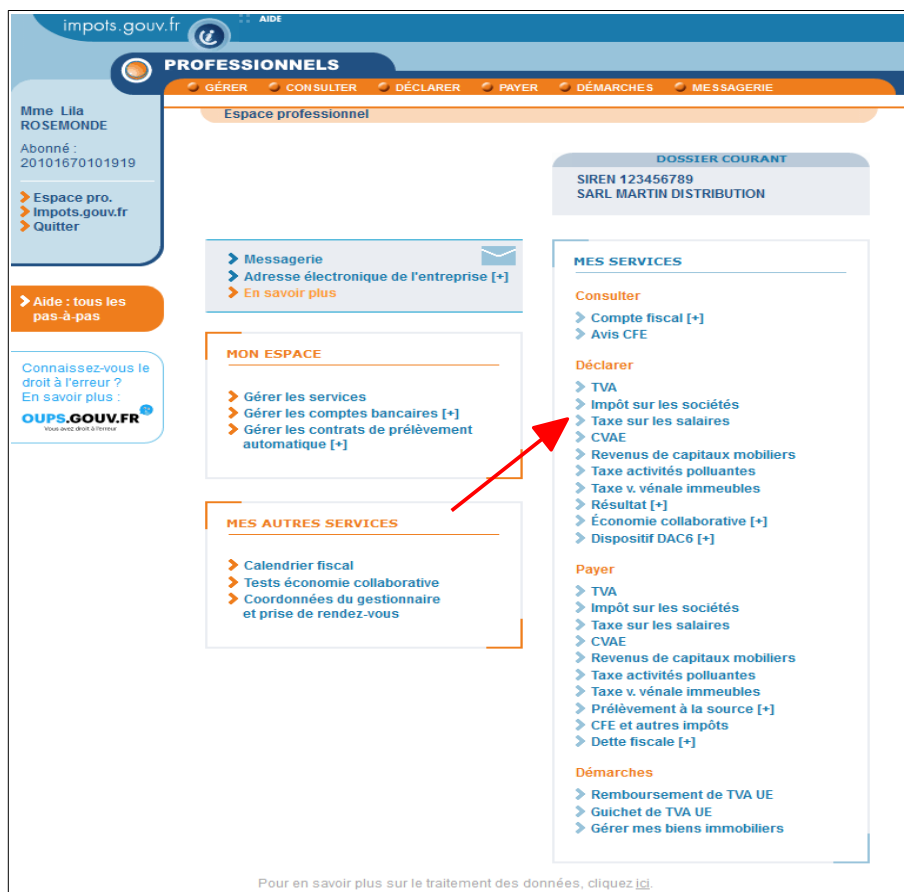 impots.gouv.fr
AIDE
PROFESSIONNELS
GÉRER CONSULTER DÉCLARER PAYER DÉMARCHES MESSAGERIE
Mme Lila
ROSEMONDE
Abonné :
20101670101919
Espace pro.
Impots.gouv.fr
Quitter
Aide : tous les
pas-à-pas
Connaissez-vous le
droit à l'erreur ?
En savoir plus :
OUPS.GOUV.FR
Vous avez droit à l'erreur
Espace professionnel
DOSSIER COURANT
SIREN 123456789
SARL MARTIN DISTRIBUTION
Messagerie
Adresse électronique de l'entreprise [+]
En savoir plus
MON ESPACE
Gérer les services
Gérer les comptes bancaires [+]
Gérer les contrats de prélèvement
automatique [+]
MES AUTRES SERVICES
Calendrier fiscal
Tests économie collaborative
Coordonnées du gestionnaire
et prise de rendez-vous
MES SERVICES
Consulter
Compte fiscal [+]
Avis CFE
Déclarer
TVA
Impôt sur les sociétés
Taxe sur les salaires
CVAE
Revenus de capitaux mobiliers
Taxe activités polluantes
Taxe v. vénale immeubles
Résultat [+]
Économie collaborative [+]
Dispositif DAC6 [+]
Payer
TVA
Impôt sur les sociétés
Taxe sur les salaires
CVAE
Revenus de capitaux mobiliers
Taxe activités polluantes
Taxe v. vénale immeubles
Prélèvement à la source [+]
CFE et autres impôts
Dette fiscale [+]
Démarches
Remboursement de TVA UE
Guichet de TVA UE
Gérer mes biens immobiliers
Pour en savoir plus sur le traitement des données, cliquez ici.